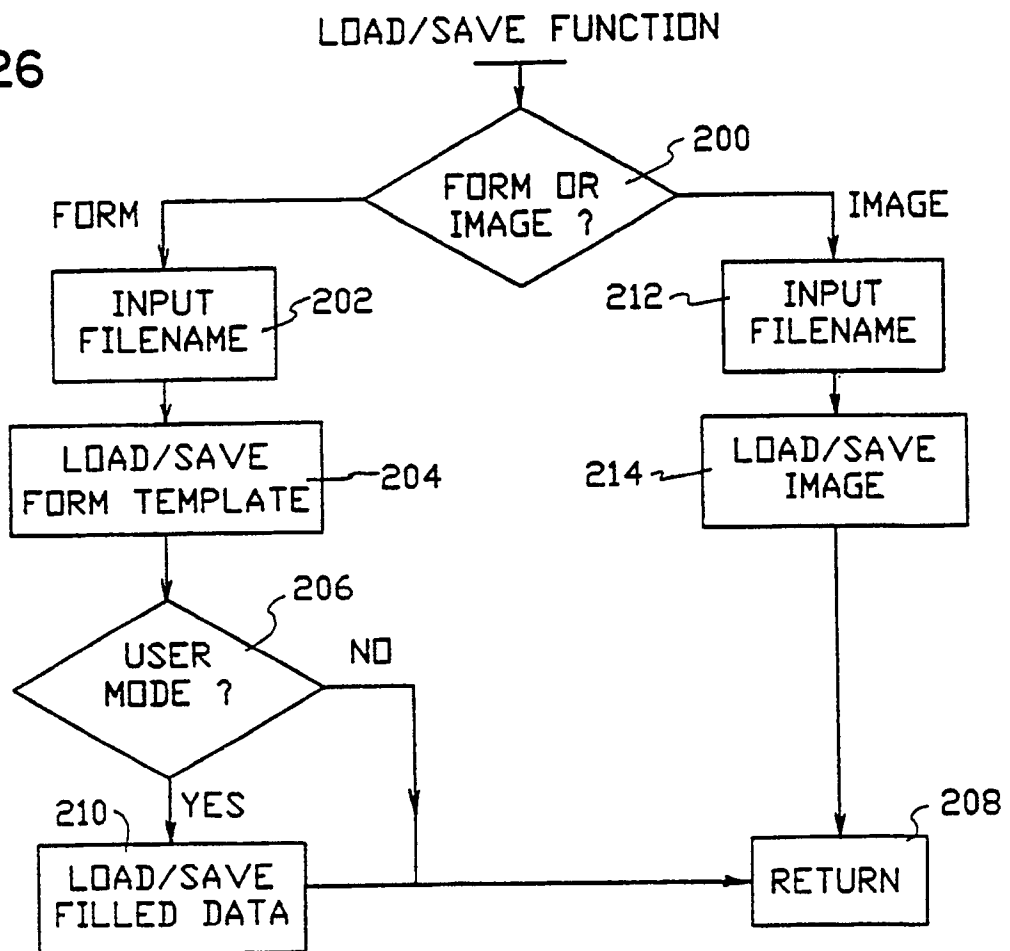 26
LOAD/SAVE FUNCTION
200
FORM OR
IMAGE ?
FORM
IMAGE
INPUT
FILENAME
202
212
INPUT
FILENAME
LOAD/SAVE
FORM TEMPLATE
204
214
LOAD/SAVE
IMAGE
206
USER
MODE ?
NO
YES
210
LOAD/SAVE
FILLED DATA
208
RETURN